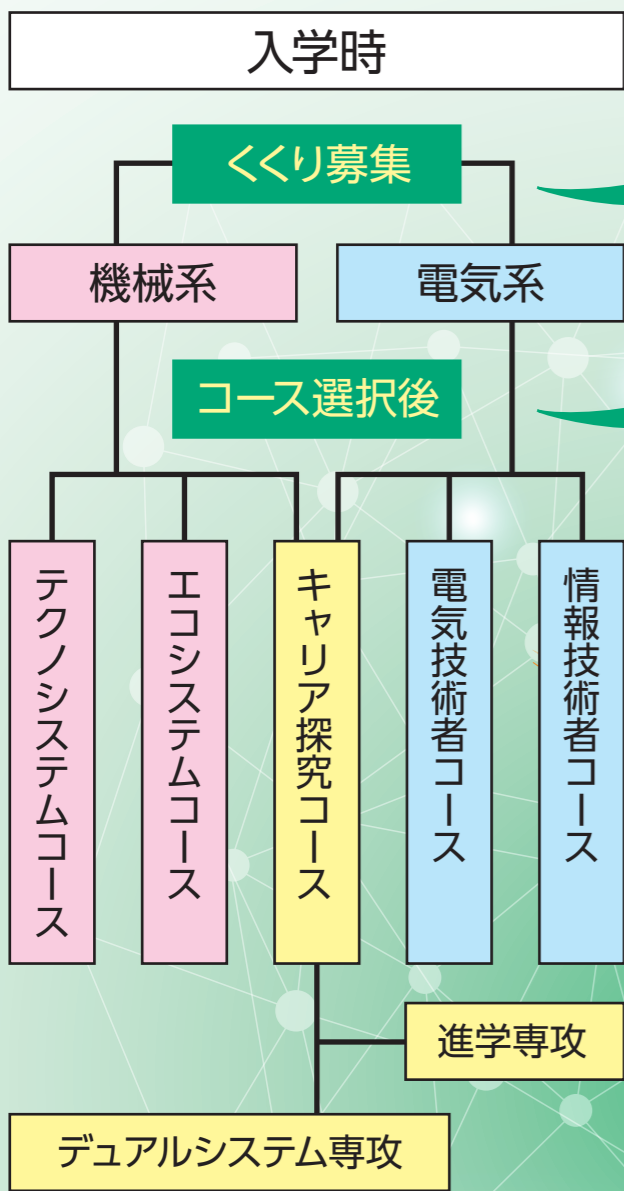 入学時
くくり募集
機械系
電気系
コース選択後
テクノシステムコース
エコシステムコース
キャリア探究コース
電気技術者コース
情報技術者コース
進学専攻
デュアルシステム専攻